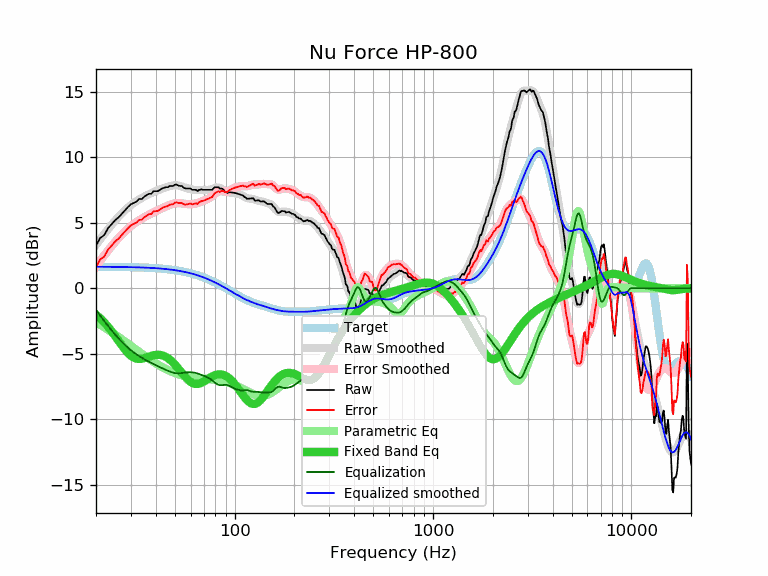 Nu Force HP-800
Amplitude (dBr)
15
10
5
0
−5
−10
−15
Target
Raw Smoothed
Error Smoothed
Raw
Error
Parametric Eq
Fixed Band Eq
Equalization
Equalized smoothed
100
1000
10000
Frequency (Hz)